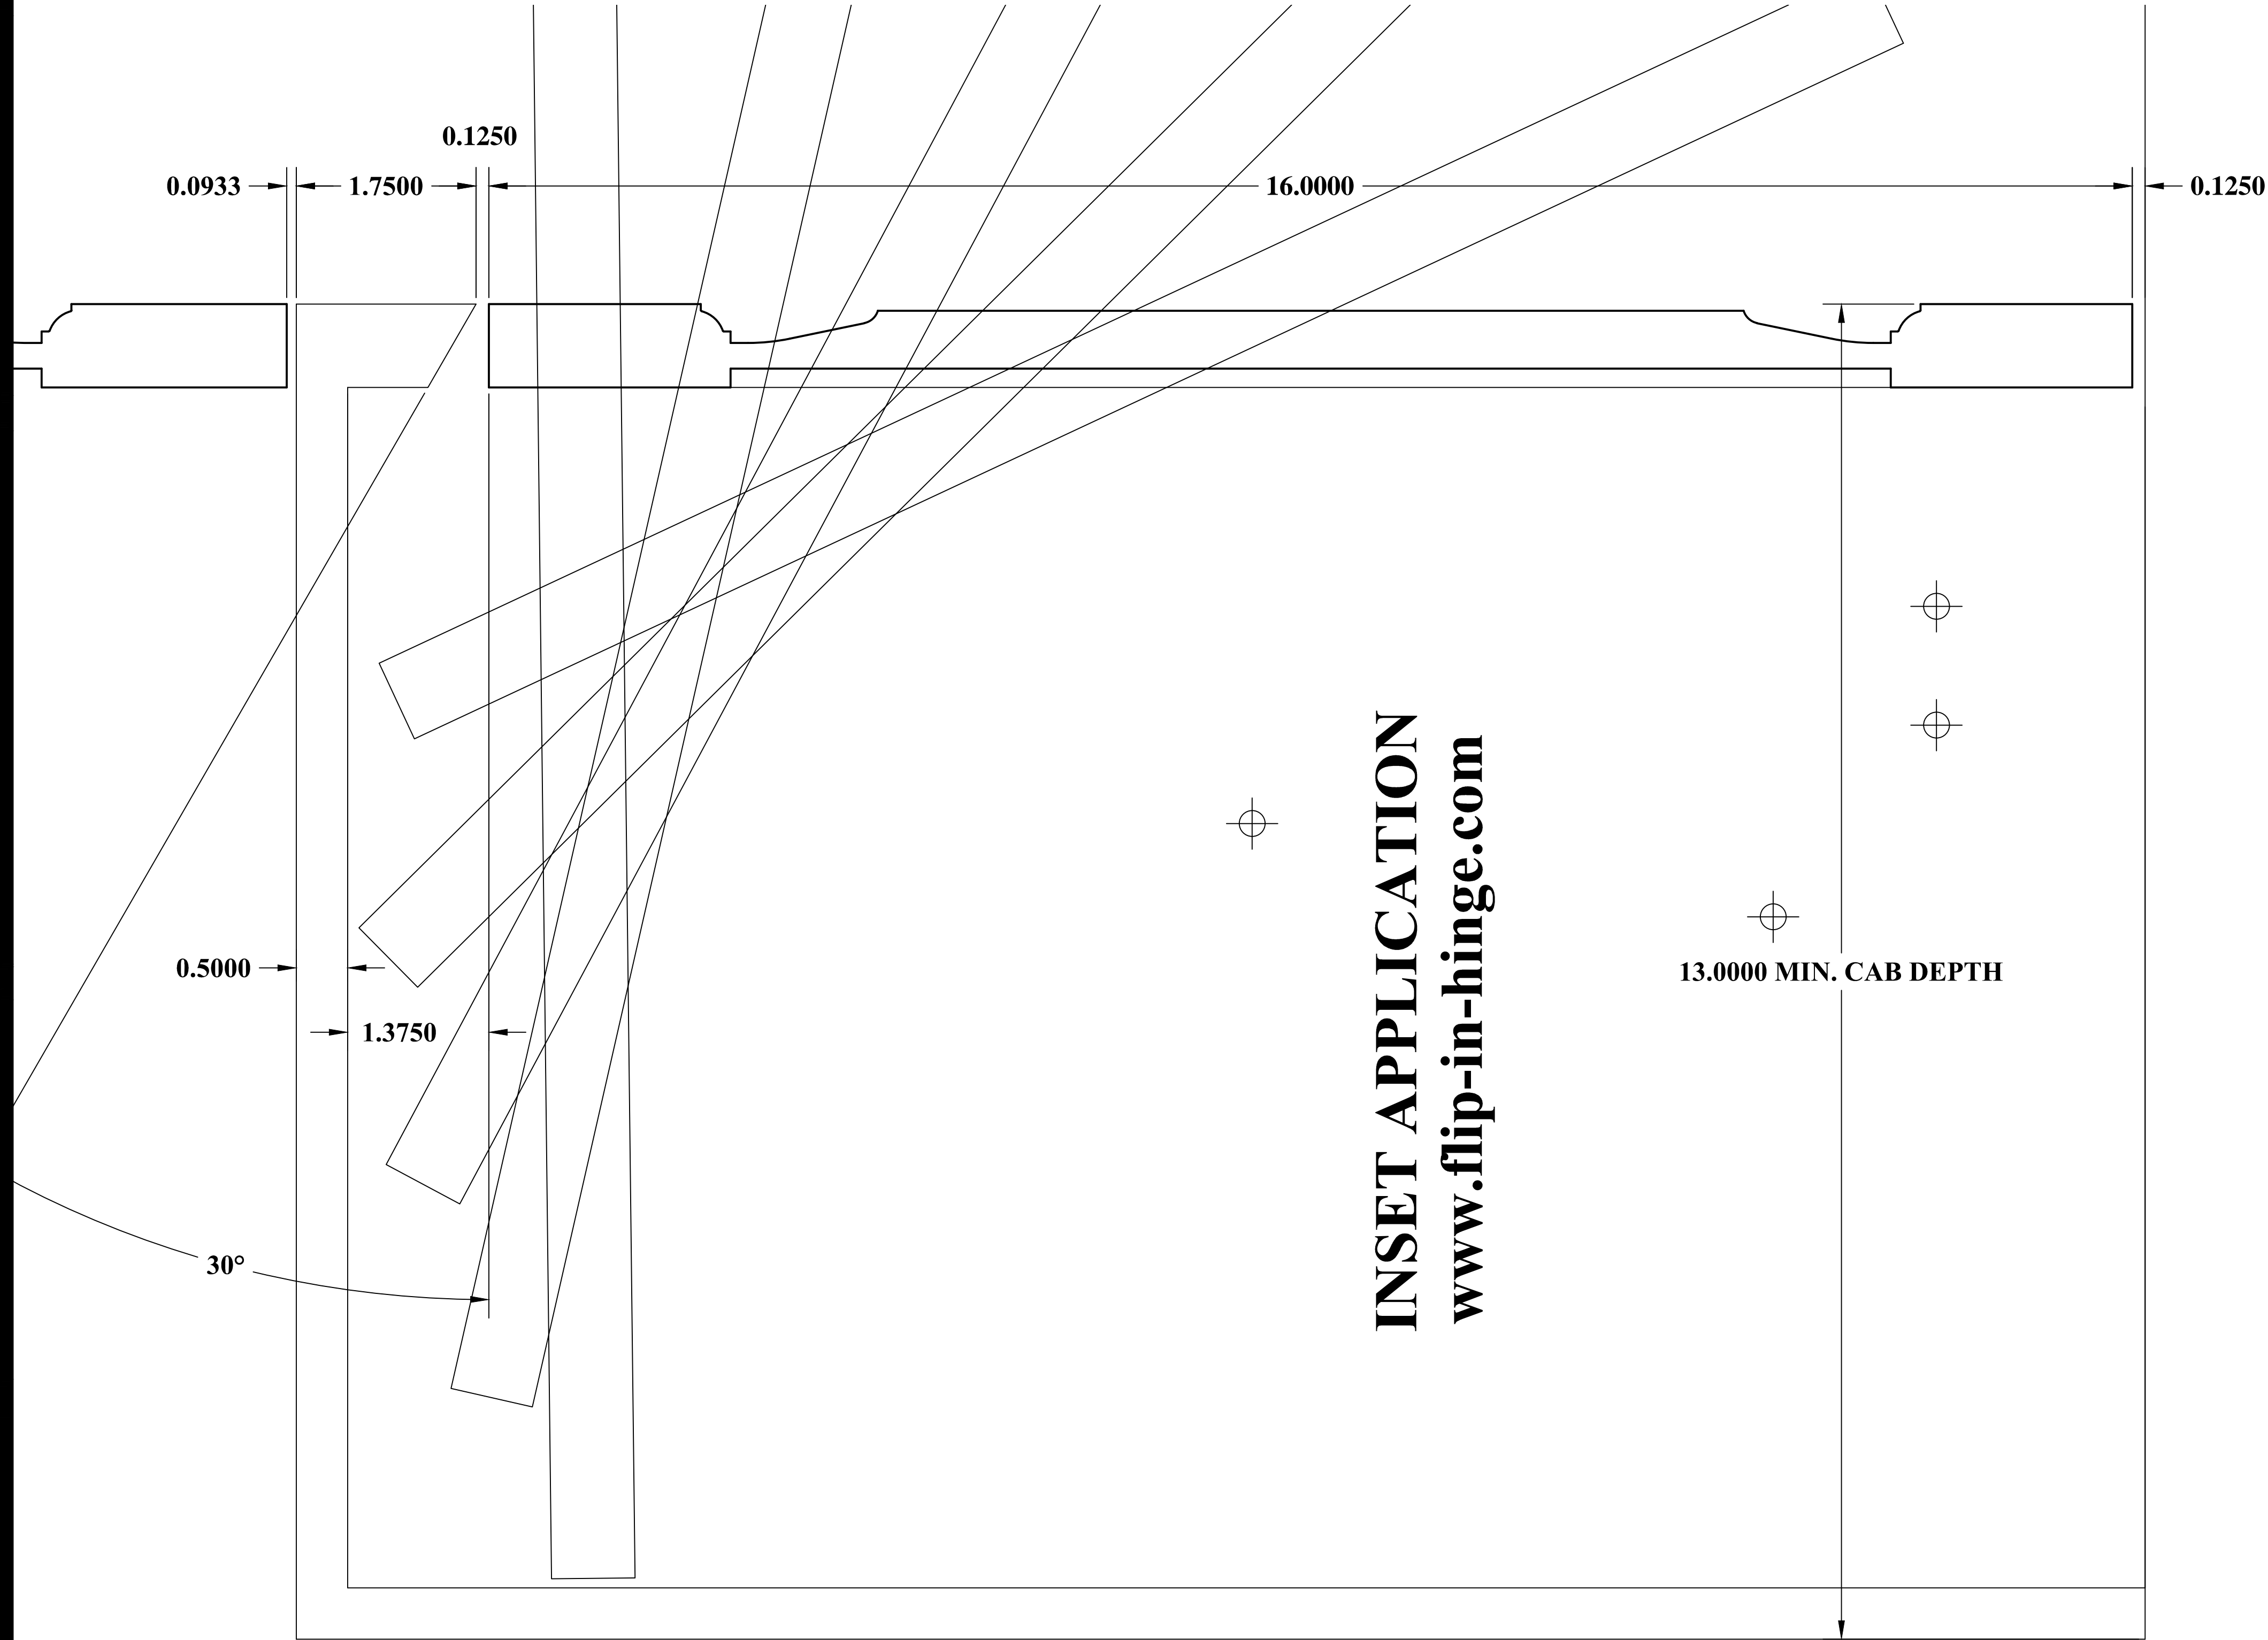 0.1250
0.0933
1.7500
16.0000
0.1250
INSET APPLICATION
www.flip-in-hinge.com
0.5000
13.0000 MIN. CAB DEPTH
1.3750
30°